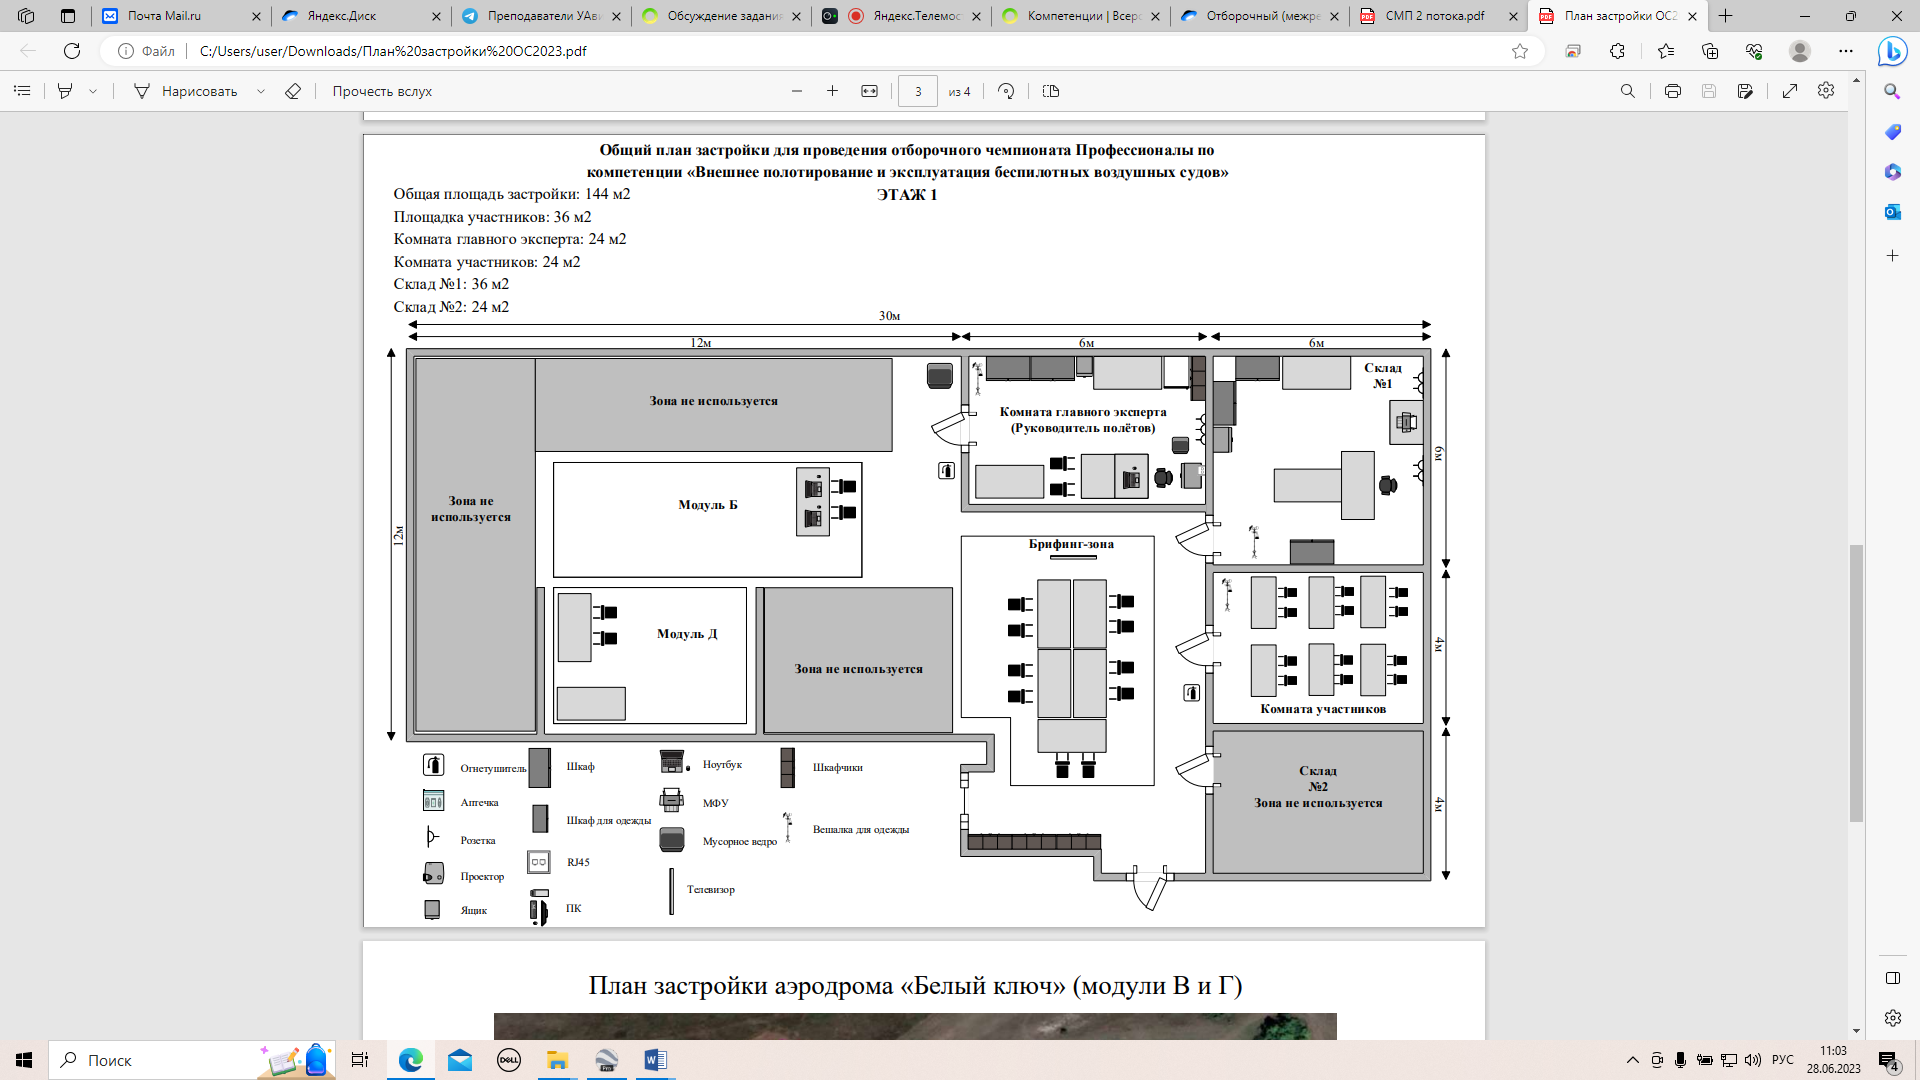 Почта Mail.ru
Яндекс.Диск
Преподаватели УАви
Обсуждение задани
Яндекс.Телемос
Компетенции | Всерс
Отборочный (межре
СМП 2 потока.pdf
План застройки ОС2
Файл
C:/Users/user/Downloads/План%20застройки%20ОС2023.pdf
Нарисовать
Прочесть вслух
3
из 4
Общий план застройки для проведения отборочного чемпионата Профессионалы по
компетенции «Внешнее полотирование и эксплуатация беспилотных воздушных судов»
ЭТАЖ 1
Общая площадь застройки: 144 м2
Площадка участников: 36 м2
Комната главного эксперта: 24 м2
Комната участников: 24 м2
Склад №1: 36 м2
Склад №2: 24 м2
30м
12м
6м
6м
Зона не используется
Зона не
используется
Модуль Б
Модуль Д
Зона не используется
12м
Комната главного эксперта
(Руководитель полётов)
Брифинг-зона
Склад
№1
6м
Комната участников
4м
Склад
№2
Зона не используется
4м
Огнетушитель
Аптечка
Розетка
Проектор
Ящик
Шкаф
Шкаф для одежды
RJ45
ПК
Ноутбук
МФУ
Мусорное ведро
Телевизор
Шкафчики
Вешалка для одежды
План застройки аэродрома «Белый ключ» (модули В и Г)
Поиск
DELL
Pro
РУС
11:03
28.06.2023
4